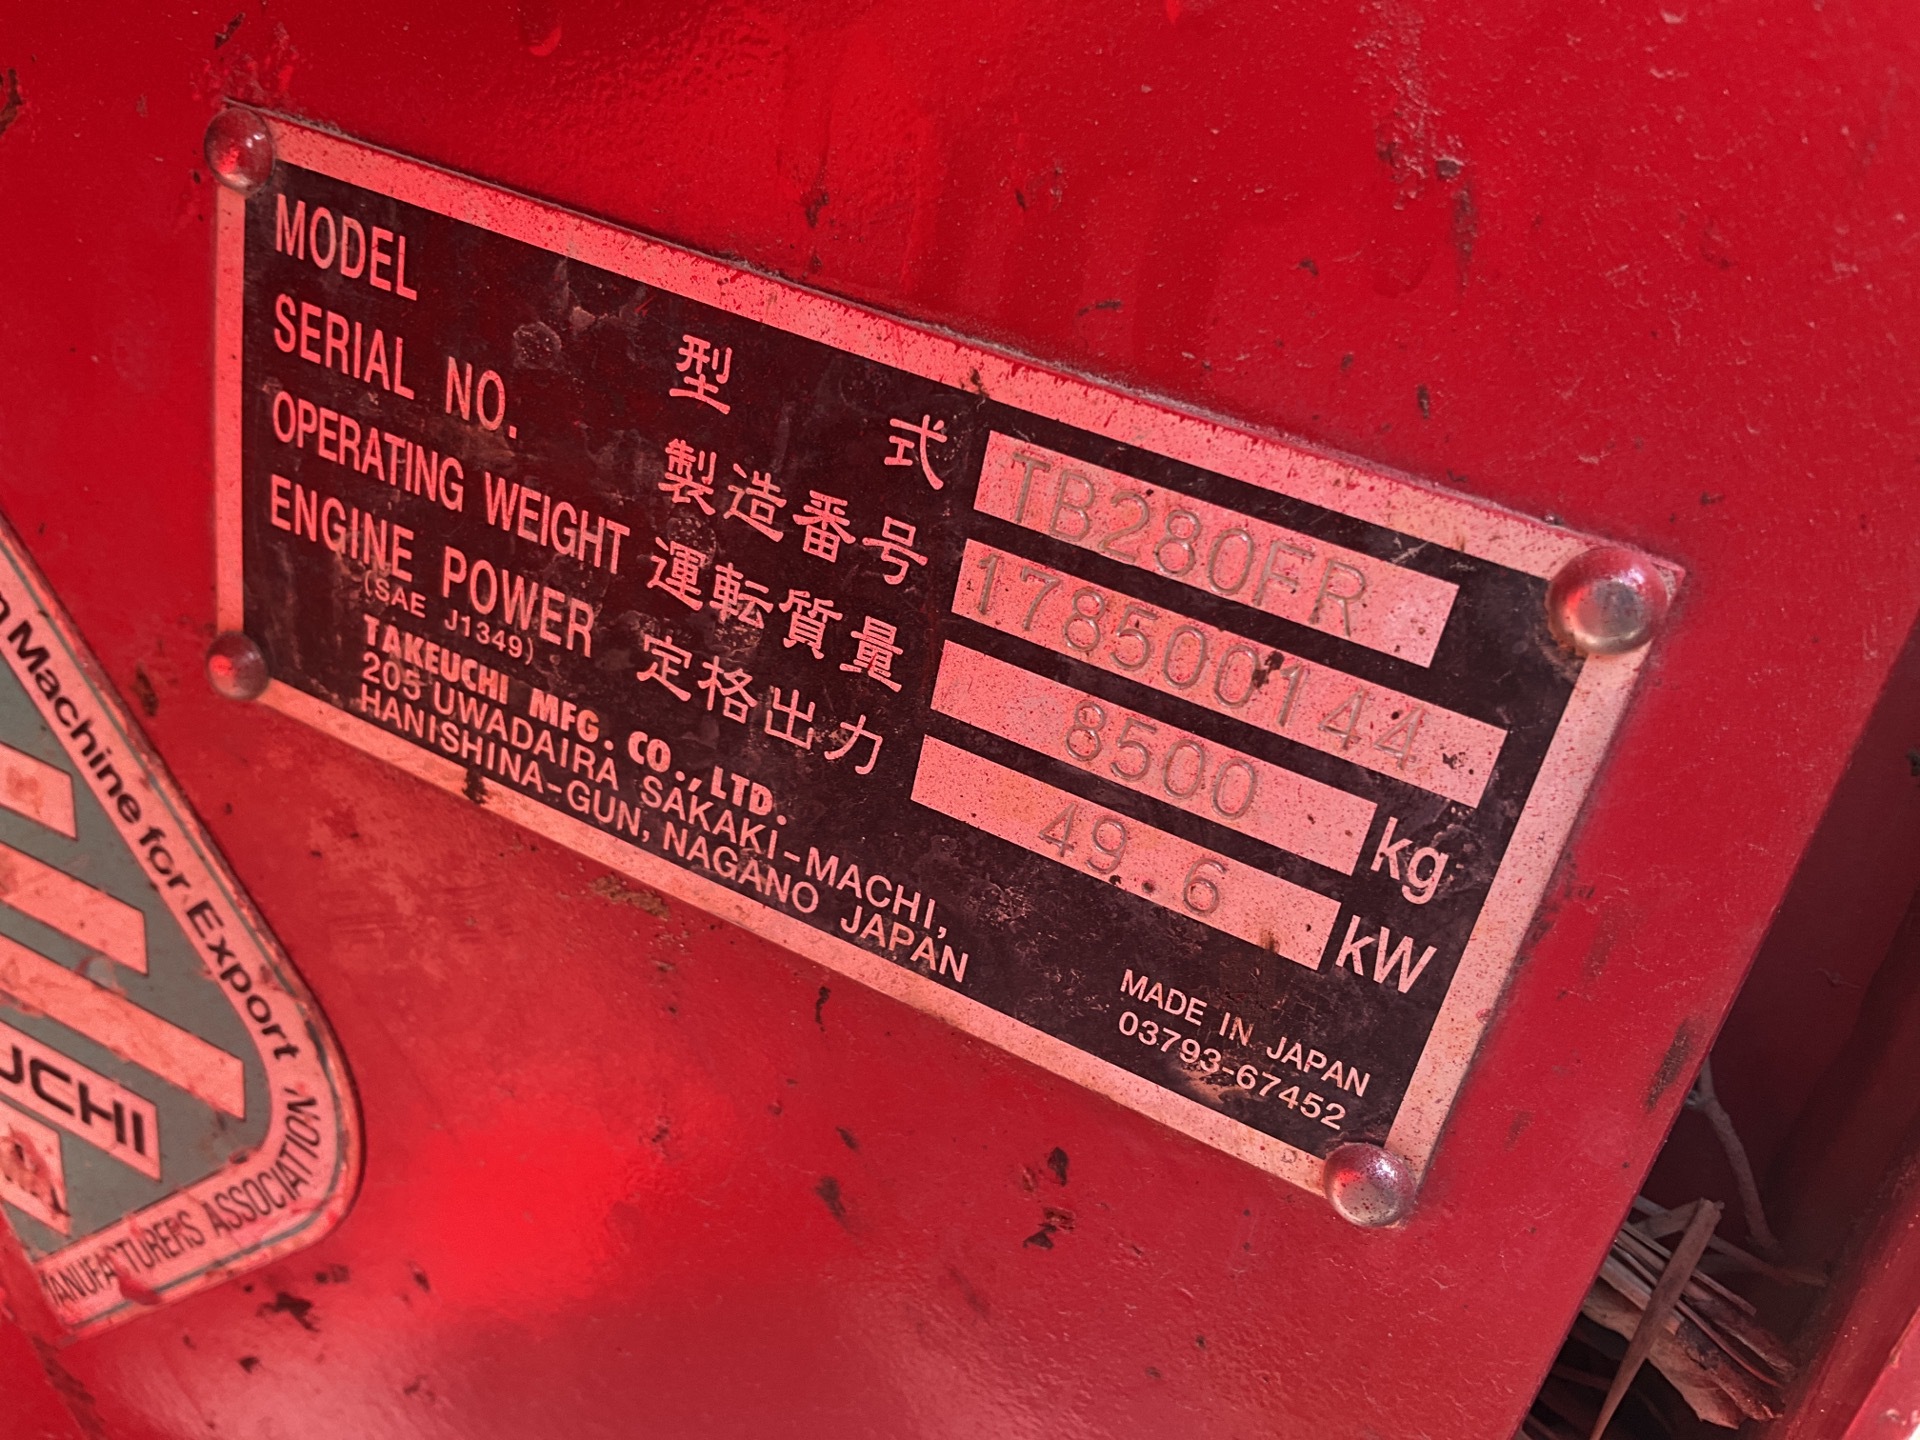 MODEL 型 式 TB280FR
SERIAL NO. 製造番号 178500144
OPERATING WEIGHT 運転質量 8500 kg
ENGINE POWER 定格出力 49.6 kW
(SAE J1349)
TAKEUCHI MFG. CO., LTD.
205 UWADAIRA SAKAKI-MACHI,
HANISHINA-GUN, NAGANO JAPAN
MADE IN JAPAN
03793-67452
Machine for Export
UCHI
MANUFACTURERS ASSOCIATION